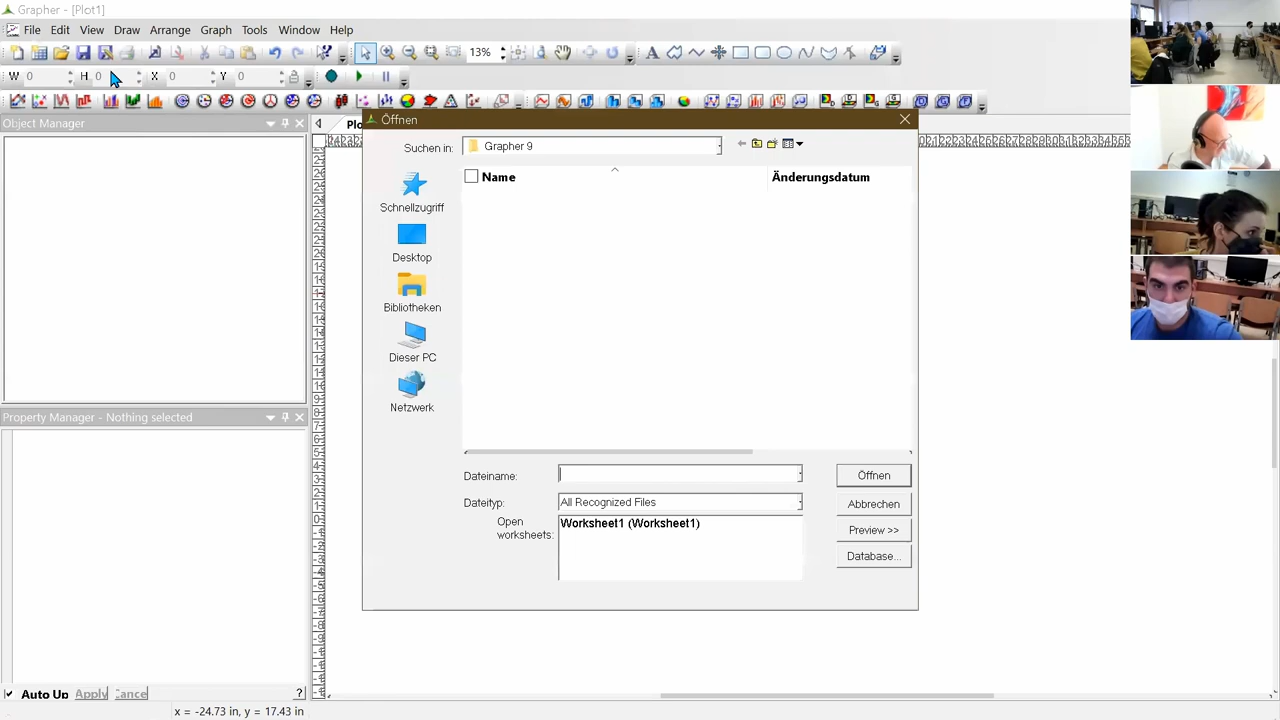 Grapher - [Plot1]
File Edit View Draw Arrange Graph Tools Window Help
13%
W 0 H 0 X 0 Y 0
Object Manager
Property Manager - Nothing selected
Auto Up Apply Cance ?
x = -24.73 in, y = 17.43 in
Plo
Öffnen
Suchen in: Grapher 9
Name Änderungsdatum
Schnellzugriff
Desktop
Bibliotheken
Dieser PC
Netzwerk
Dateiname: Öffnen
Dateityp: All Recognized Files Abbrechen
Open worksheets: Worksheet1 (Worksheet1)
Preview >>
Database...